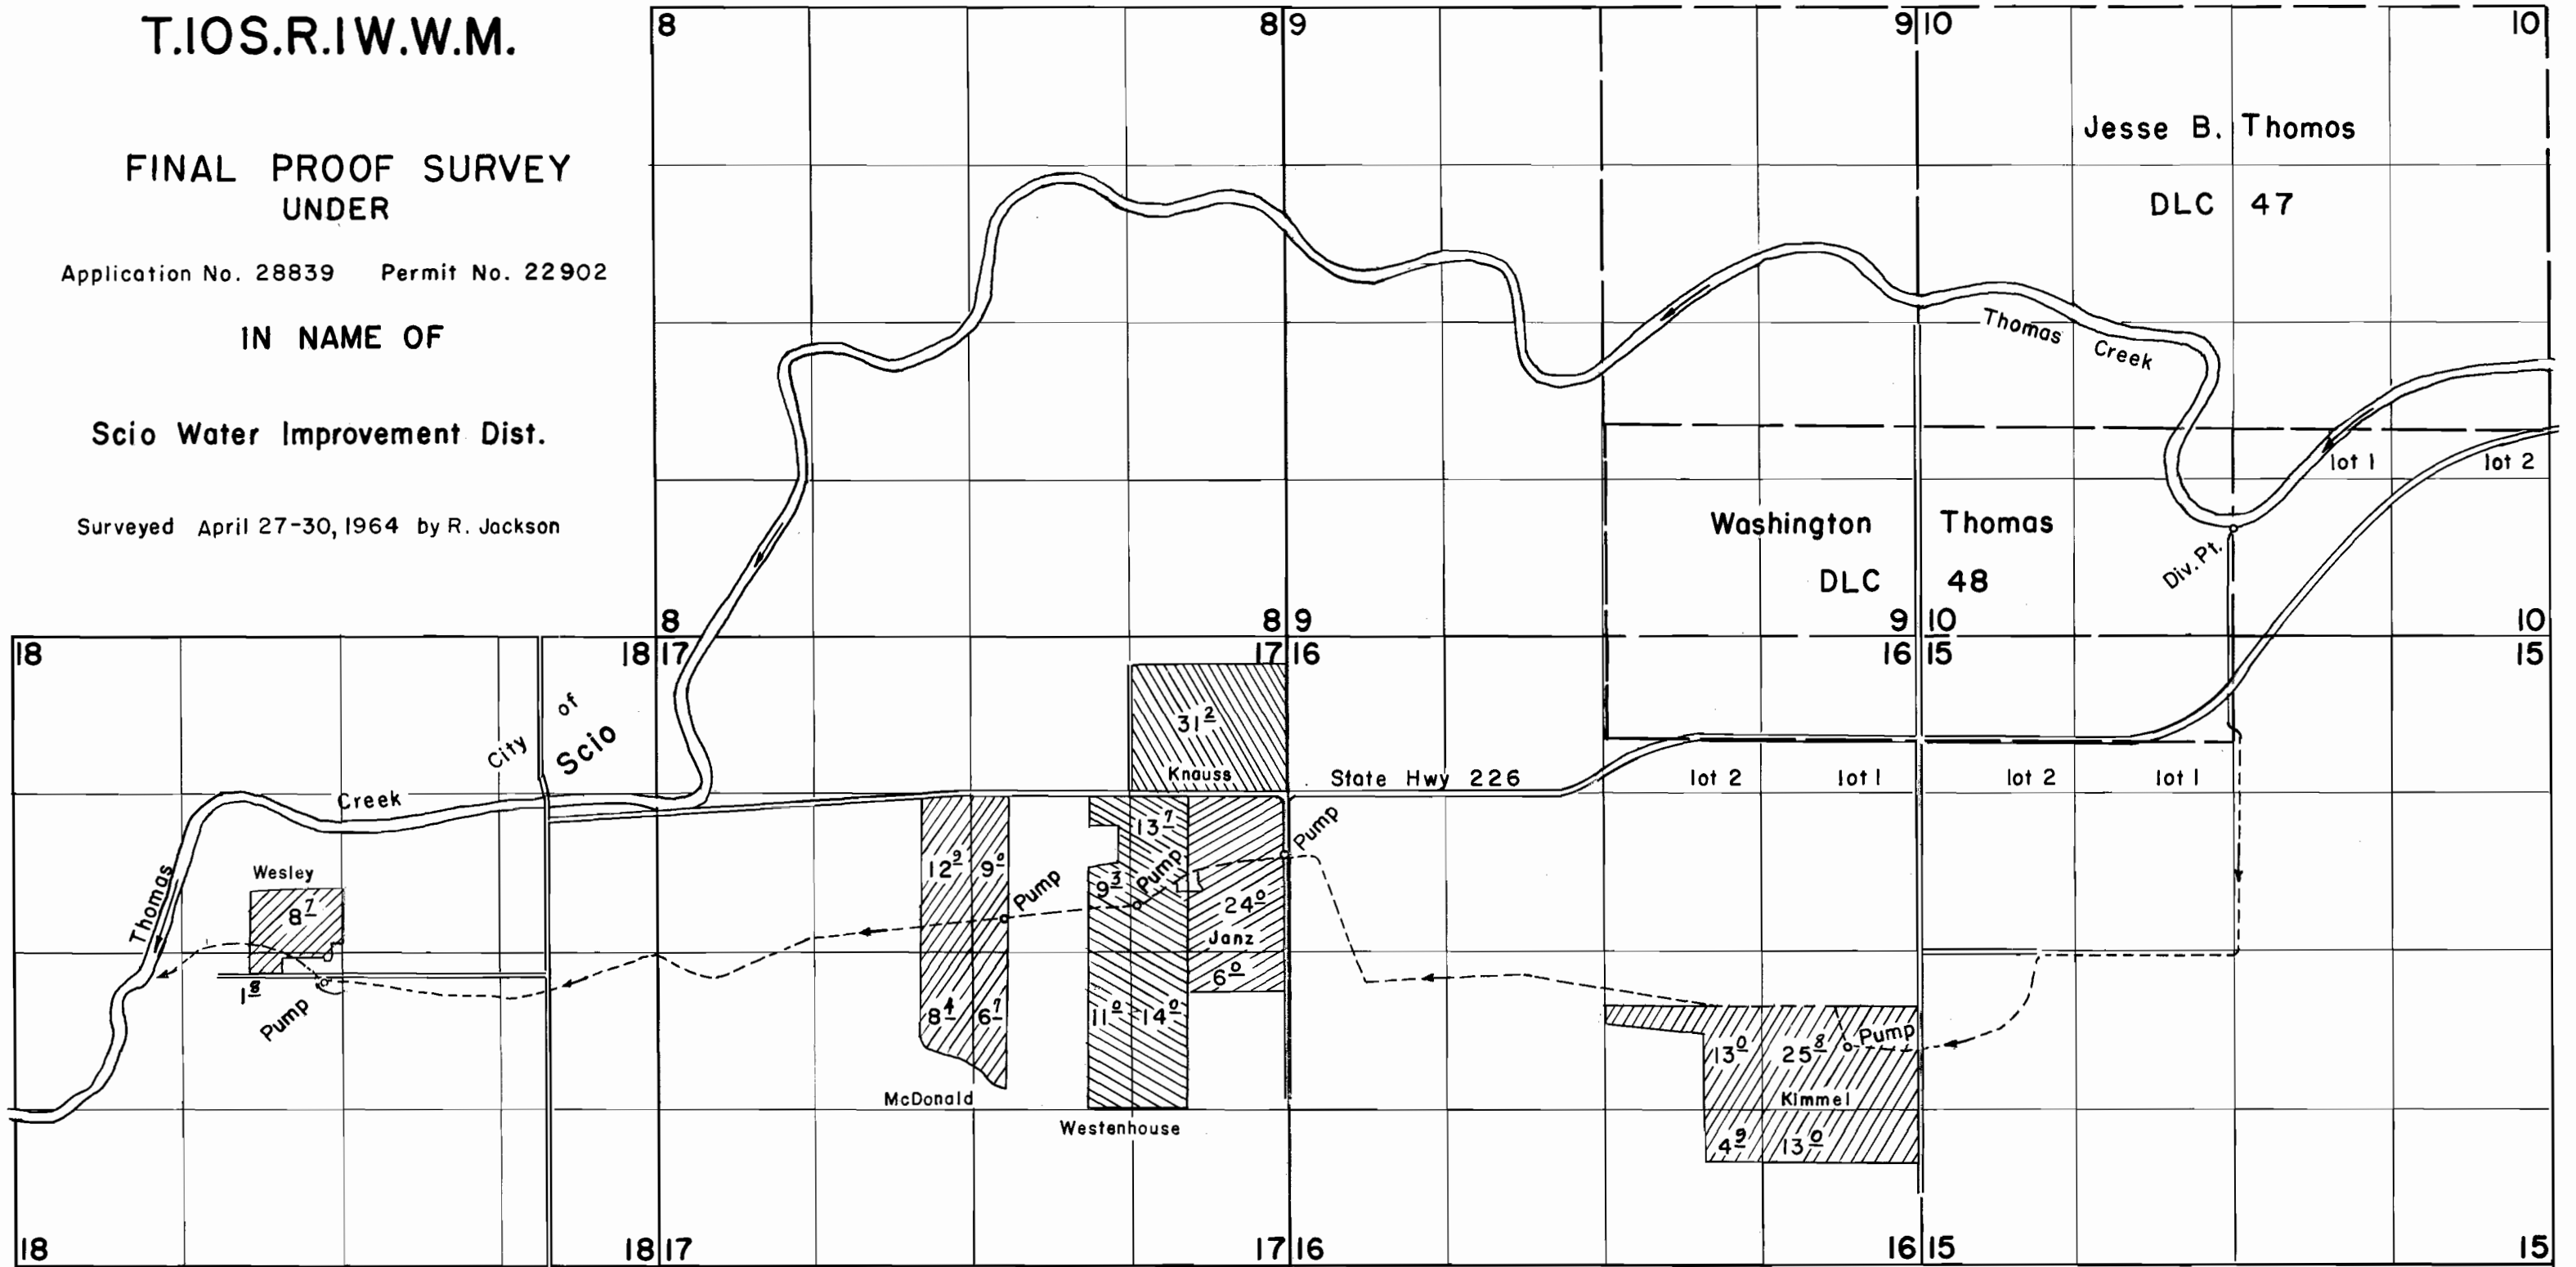 T.10S.R.1W.W.M.
FINAL PROOF SURVEY
UNDER
Application No. 28839 Permit No. 22902
IN NAME OF
Scio Water Improvement Dist.
Surveyed April 27-30, 1964 by R. Jackson
8
8 9
9 10
10
Jesse B. Thomos
DLC 47
Thomas Creek
lot 1
lot 2
Washington Thomas
DLC 48
Div. Pt.
8
8 9
9 10
10
18
18 17
17 16
16 15
15
City of Scio
31 2
Knauss
State Hwy 226
lot 2
lot 1
lot 2
lot 1
Thomas Creek
Wesley
8 7
1 8
Pump
12 9
9 0
Pump
8 4
6 7
McDonald
13 7
9 3
Pump
11 0
14 0
Westenhouse
Pump
24 0
Janz
6 0
13 0
25 8
Pump
Kimmel
4 9
13 0
18
18 17
17 16
16 15
15